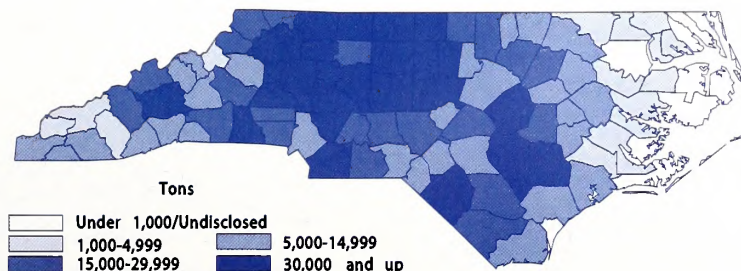 Tons
Under 1,000/Undisclosed
1,000-4,999
5,000-14,999
15,000-29,999
30,000 and up